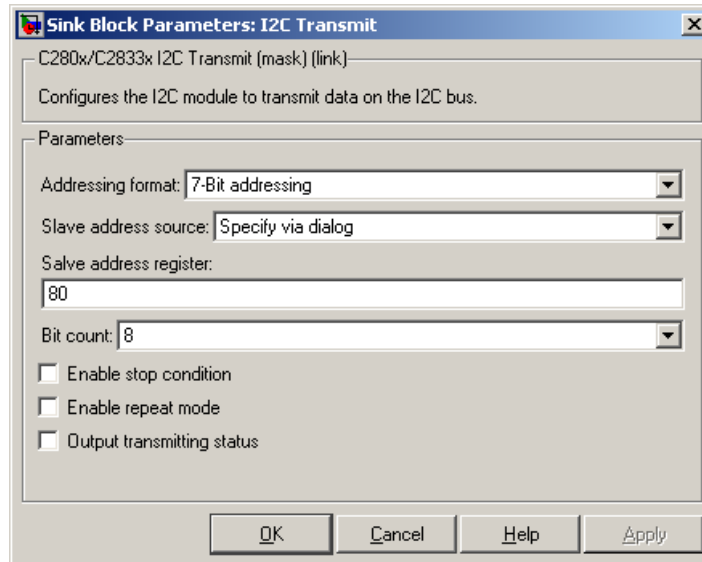 Sink Block Parameters: I2C Transmit
C280x/C2833x I2C Transmit (mask) (link)
Configures the I2C module to transmit data on the I2C bus.
Parameters
Addressing format: 7-Bit addressing
Slave address source: Specify via dialog
Salve address register:
80
Bit count: 8
Enable stop condition
Enable repeat mode
Output transmitting status
OK Cancel Help Apply